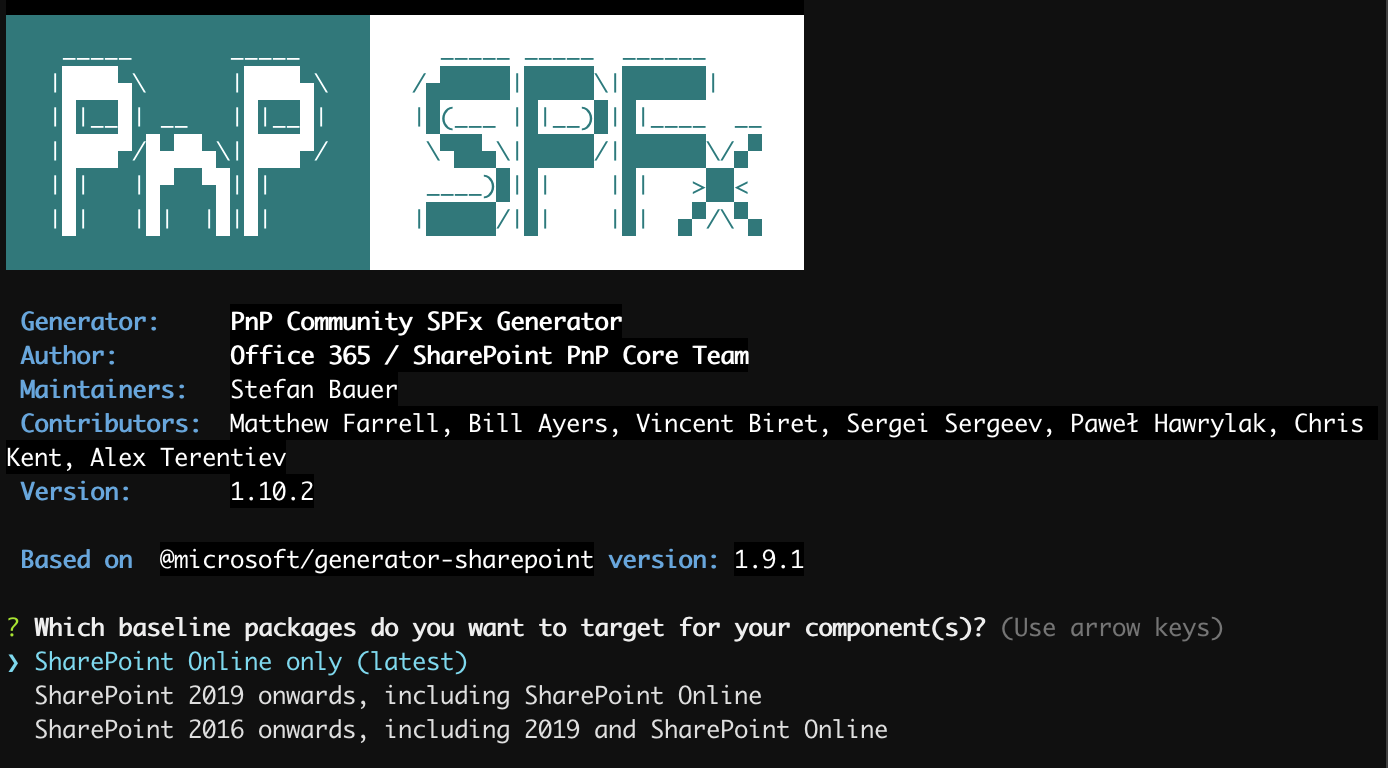 PnP SPFx
Generator: PnP Community SPFx Generator
Author: Office 365 / SharePoint PnP Core Team
Maintainers: Stefan Bauer
Contributors: Matthew Farrell, Bill Ayers, Vincent Biret, Sergei Sergeev, Paweł Hawrylak, Chris
Kent, Alex Terentiev
Version: 1.10.2
Based on @microsoft/generator-sharepoint version: 1.9.1
? Which baseline packages do you want to target for your component(s)? (Use arrow keys)
❯ SharePoint Online only (latest)
SharePoint 2019 onwards, including SharePoint Online
SharePoint 2016 onwards, including 2019 and SharePoint Online